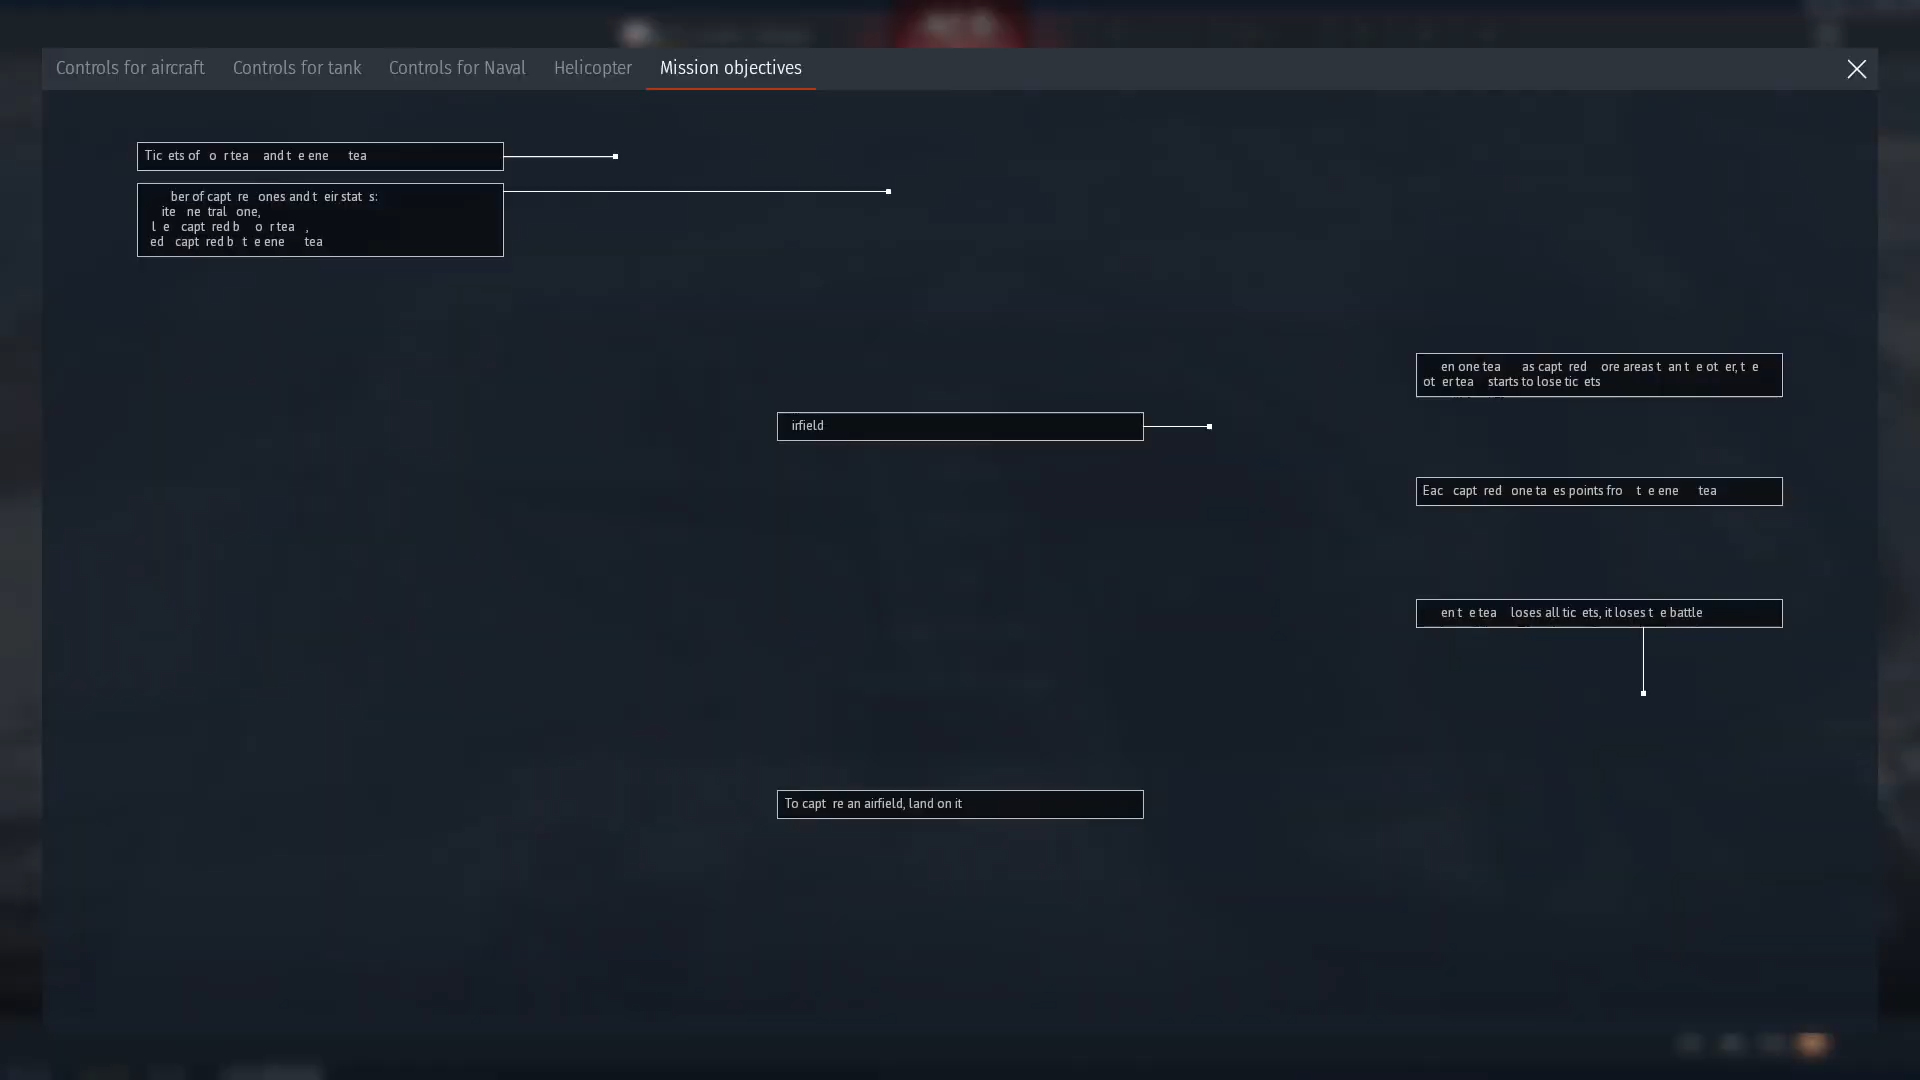 Controls for aircraft Controls for tank Controls for Naval Helicopter Mission objectives
Tic ets of o r tea and t e ene tea
ber of capt re ones and t eir stat s:
ite ne tral one,
l e capt red b o r tea ,
ed capt red b t e ene tea
en one tea as capt red ore areas t an t e ot er, t e
ot er tea starts to lose tic ets
irfield
Eac capt red one ta es points fro t e ene tea
en t e tea loses all tic ets, it loses t e battle
To capt re an airfield, land on it